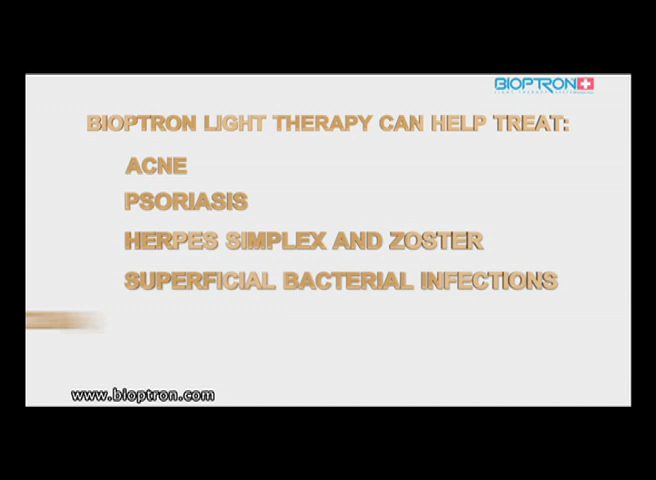 BIOPTRON
BIOPTRON LIGHT THERAPY CAN HELP TREAT:
ACNE
PSORIASIS
HERPES SIMPLEX AND ZOSTER
SUPERFICIAL BACTERIAL INFECTIONS
www.bioptron.com